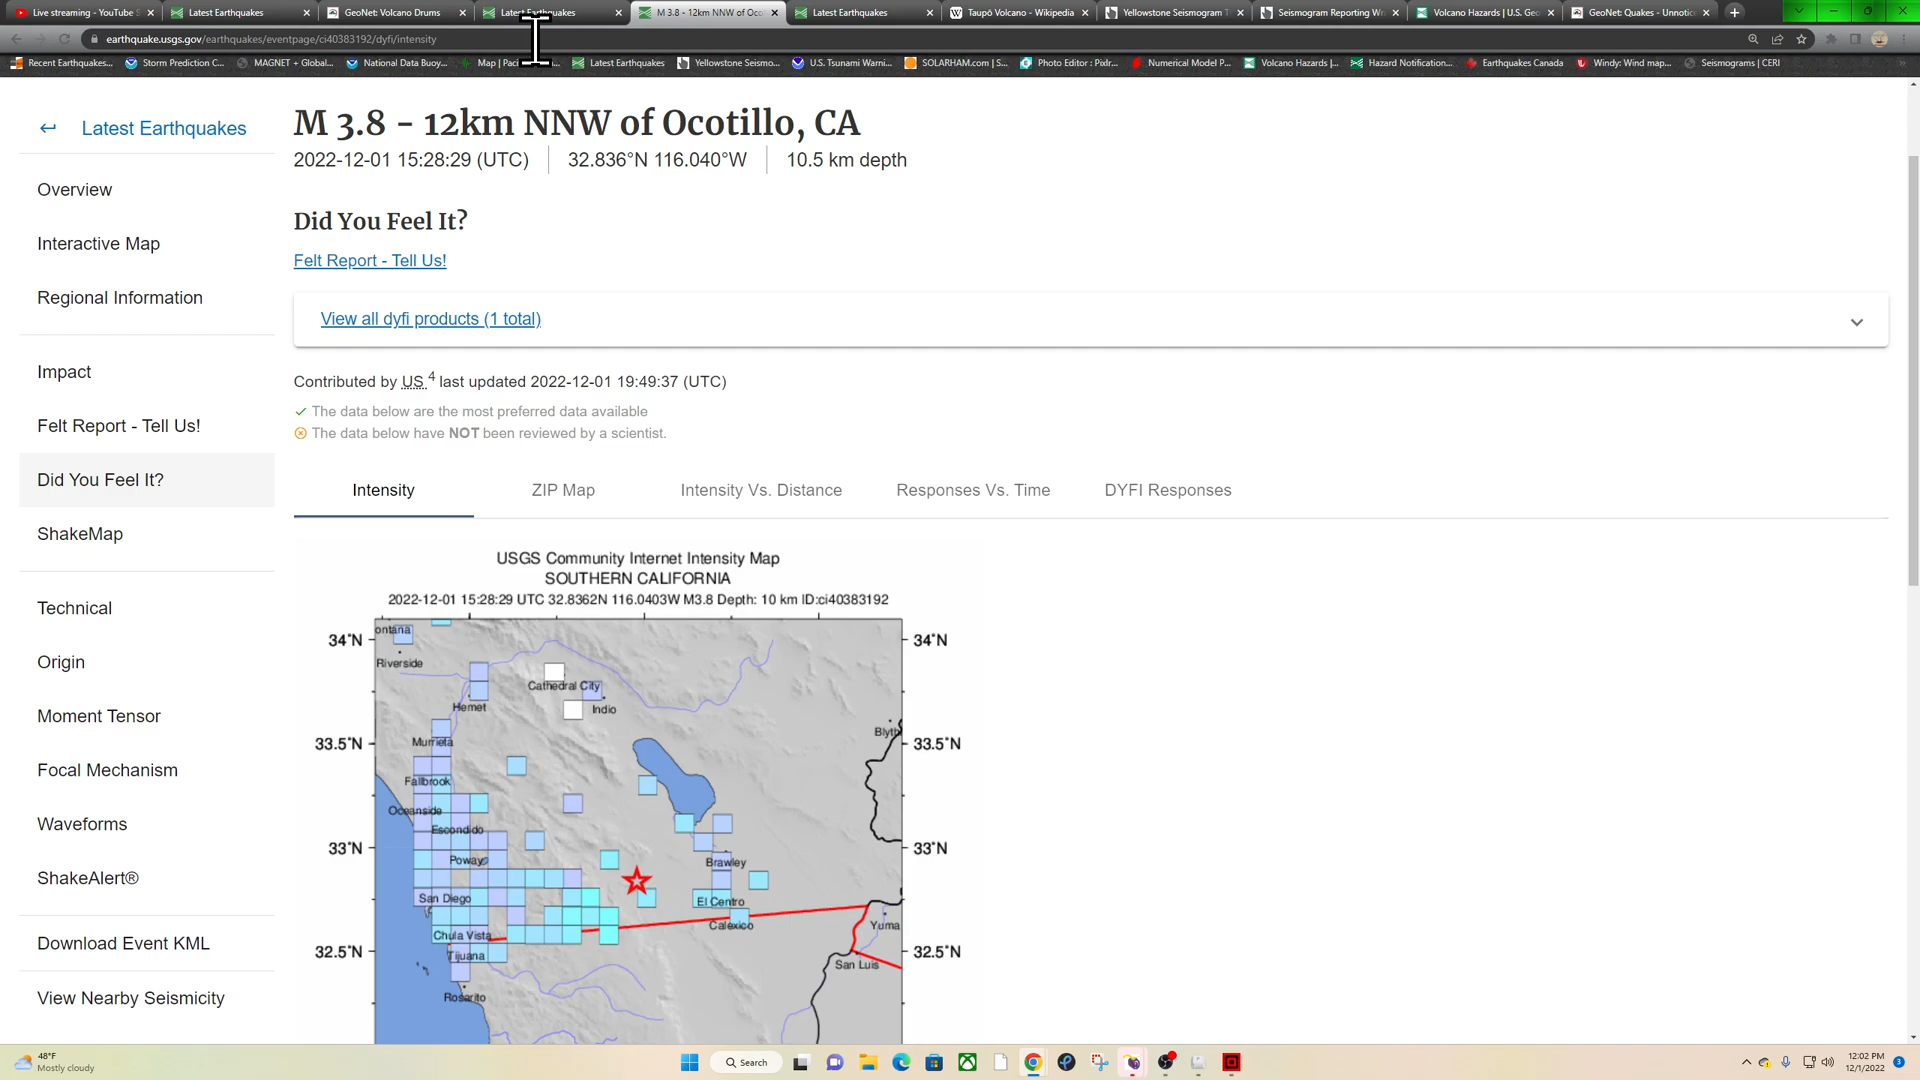 Live streaming - YouTube S
Latest Earthquakes
GeoNet: Volcano Drums
Latest Earthquakes
M 3.8 - 12km NNW of Oco
Latest Earthquakes
Taupō Volcano - Wikipedia
Yellowstone Seismogram T
Seismogram Reporting Wr
Volcano Hazards | U.S. Geo
GeoNet: Quakes - Unnotic
earthquake.usgs.gov/earthquakes/eventpage/ci40383192/dyfi/intensity
Recent Earthquakes...
Storm Prediction C...
MAGNET + Global...
National Data Buoy...
Map | Paci
Latest Earthquakes
Yellowstone Seismo...
U.S. Tsunami Warni...
SOLARHAM.com | S...
Photo Editor : Pixlr...
Numerical Model P...
Volcano Hazards |...
Hazard Notification...
Earthquakes Canada
Windy: Wind map...
Seismograms | CERI
Latest Earthquakes
Overview
Interactive Map
Regional Information
Impact
Felt Report - Tell Us!
Did You Feel It?
ShakeMap
Technical
Origin
Moment Tensor
Focal Mechanism
Waveforms
ShakeAlert®
Download Event KML
View Nearby Seismicity
M 3.8 - 12km NNW of Ocotillo, CA
2022-12-01 15:28:29 (UTC)
32.836°N 116.040°W
10.5 km depth
Did You Feel It?
Felt Report - Tell Us!
View all dyfi products (1 total)
Contributed by US 4 last updated 2022-12-01 19:49:37 (UTC)
The data below are the most preferred data available
The data below have NOT been reviewed by a scientist.
Intensity
ZIP Map
Intensity Vs. Distance
Responses Vs. Time
DYFI Responses
USGS Community Internet Intensity Map
SOUTHERN CALIFORNIA
2022-12-01 15:28:29 UTC 32.8362N 116.0403W M3.8 Depth: 10 km ID:ci40383192
34°N
ontana
34°N
Riverside
Cathedral City
Hemet
Indio
Blyth
33.5°N
Murrieta
33.5°N
Fallbrook
Oceanside
Escondido
33°N
Poway
Brawley
33°N
San Diego
El Centro
Calexico
Yuma
Chula Vista
32.5°N
Tijuana
32.5°N
San Luis
Rosarito
48°F
Mostly cloudy
Search
12:02 PM
12/1/2022
3